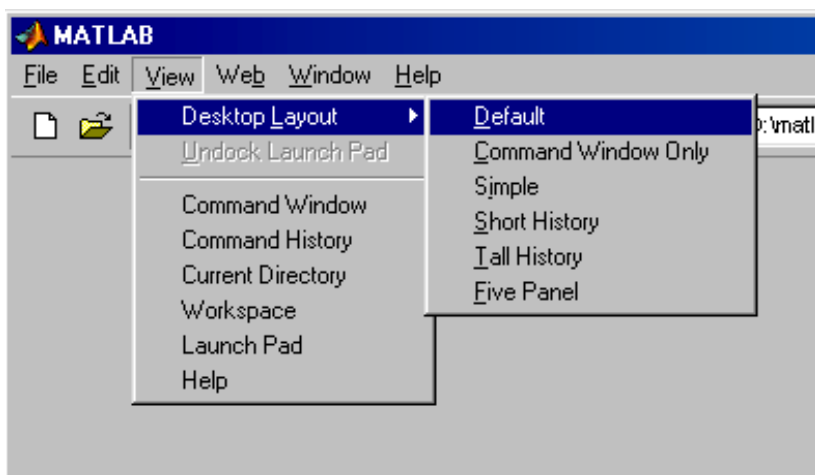 MATLAB
File Edit View Web Window Help
Desktop Layout
Undock Launch Pad
Command Window
Command History
Current Directory
Workspace
Launch Pad
Help
Default
Command Window Only
Simple
Short History
Tall History
Five Panel
:\matl